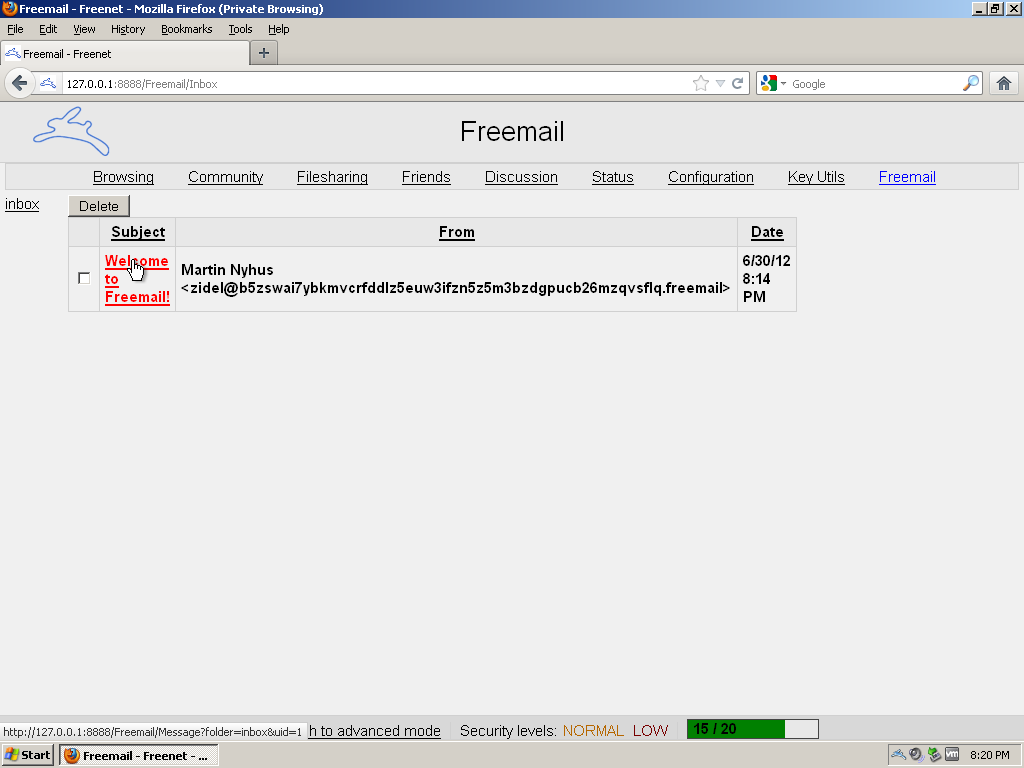 Freemail - Freenet - Mozilla Firefox (Private Browsing)
File Edit View History Bookmarks Tools Help
Freemail - Freenet
127.0.0.1:8888/Freemail/Inbox
Google
Freemail
Browsing Community Filesharing Friends Discussion Status Configuration Key Utils Freemail
inbox
Delete
Subject From Date
Welcome
to
Freemail!
Martin Nyhus
<zidel@b5zswai7ybkmvcrfddlz5euw3ifzn5z5m3bzdgpucb26mzqvsflq.freemail>
6/30/12
8:14
PM
http://127.0.0.1:8888/Freemail/Message?folder=inbox&uid=1 h to advanced mode Security levels: NORMAL LOW 15 / 20
Start Freemail - Freenet - ... 8:20 PM